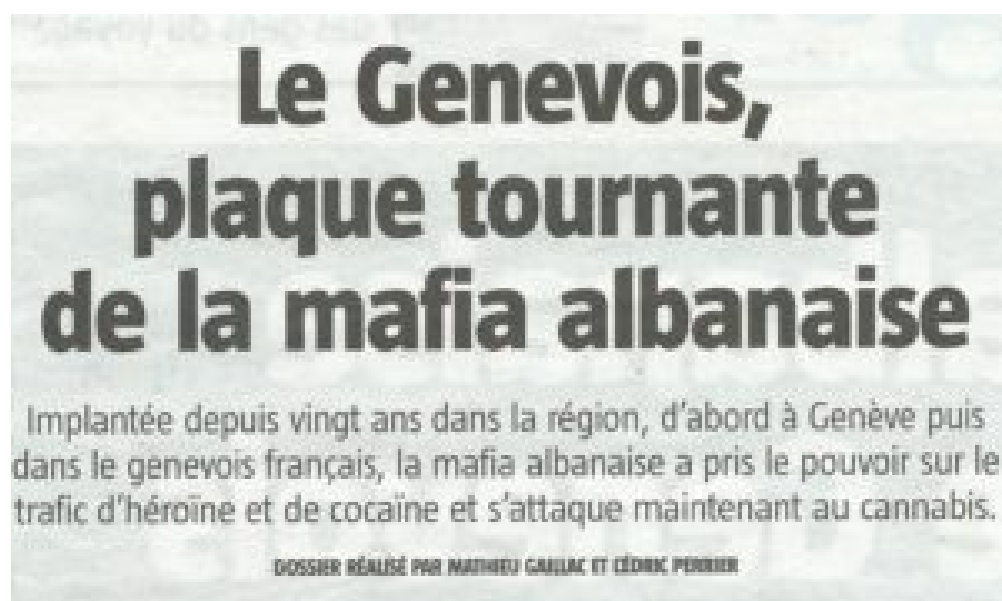 Le Genevois,
plaque tournante
de la mafia albanaise
Implantée depuis vingt ans dans la région, d'abord à Genève puis
dans le genevois français, la mafia albanaise a pris le pouvoir sur le
trafic d'héroïne et de cocaïne et s'attaque maintenant au cannabis.
DOSSIER RÉALISÉ PAR MATHIEU GAILLAC ET CÉDRIC PERRIER